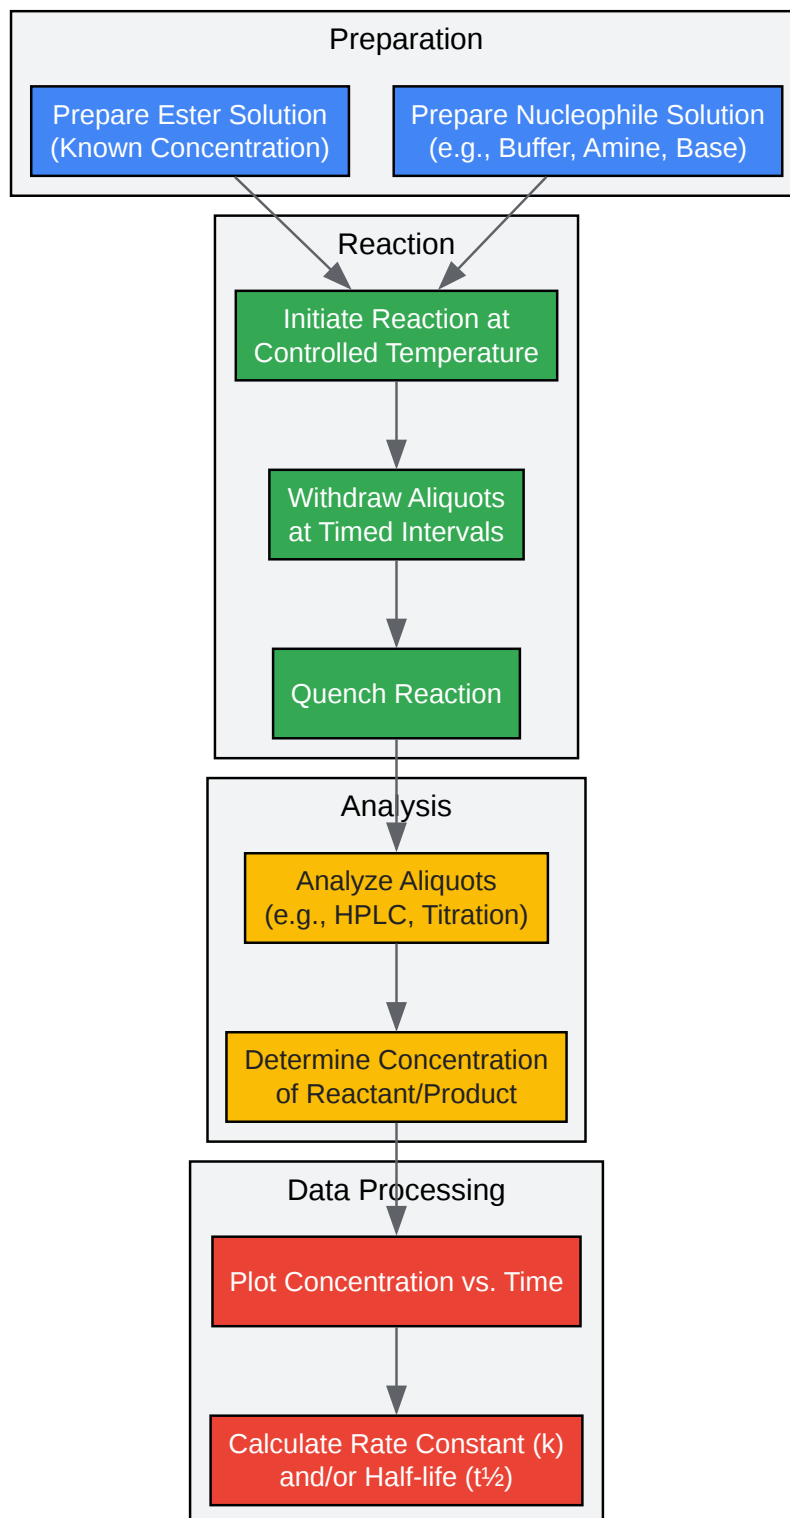 Preparation
Prepare Ester Solution
(Known Concentration)
Prepare Nucleophile Solution
(e.g., Buffer, Amine, Base)
Reaction
Initiate Reaction at
Controlled Temperature
Withdraw Aliquots
at Timed Intervals
Quench Reaction
Analysis
Analyze Aliquots
(e.g., HPLC, Titration)
Determine Concentration
of Reactant/Product
Data Processing
Plot Concentration vs. Time
Calculate Rate Constant (k)
and/or Half-life (t½)